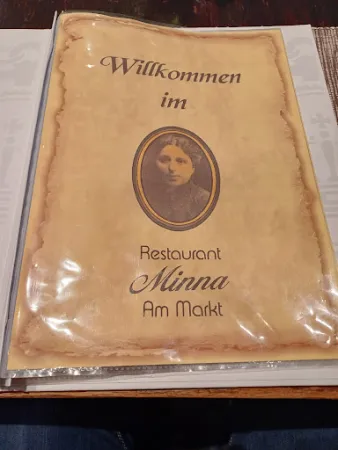 Willkommen
im
Restaurant
Minna
Am Markt